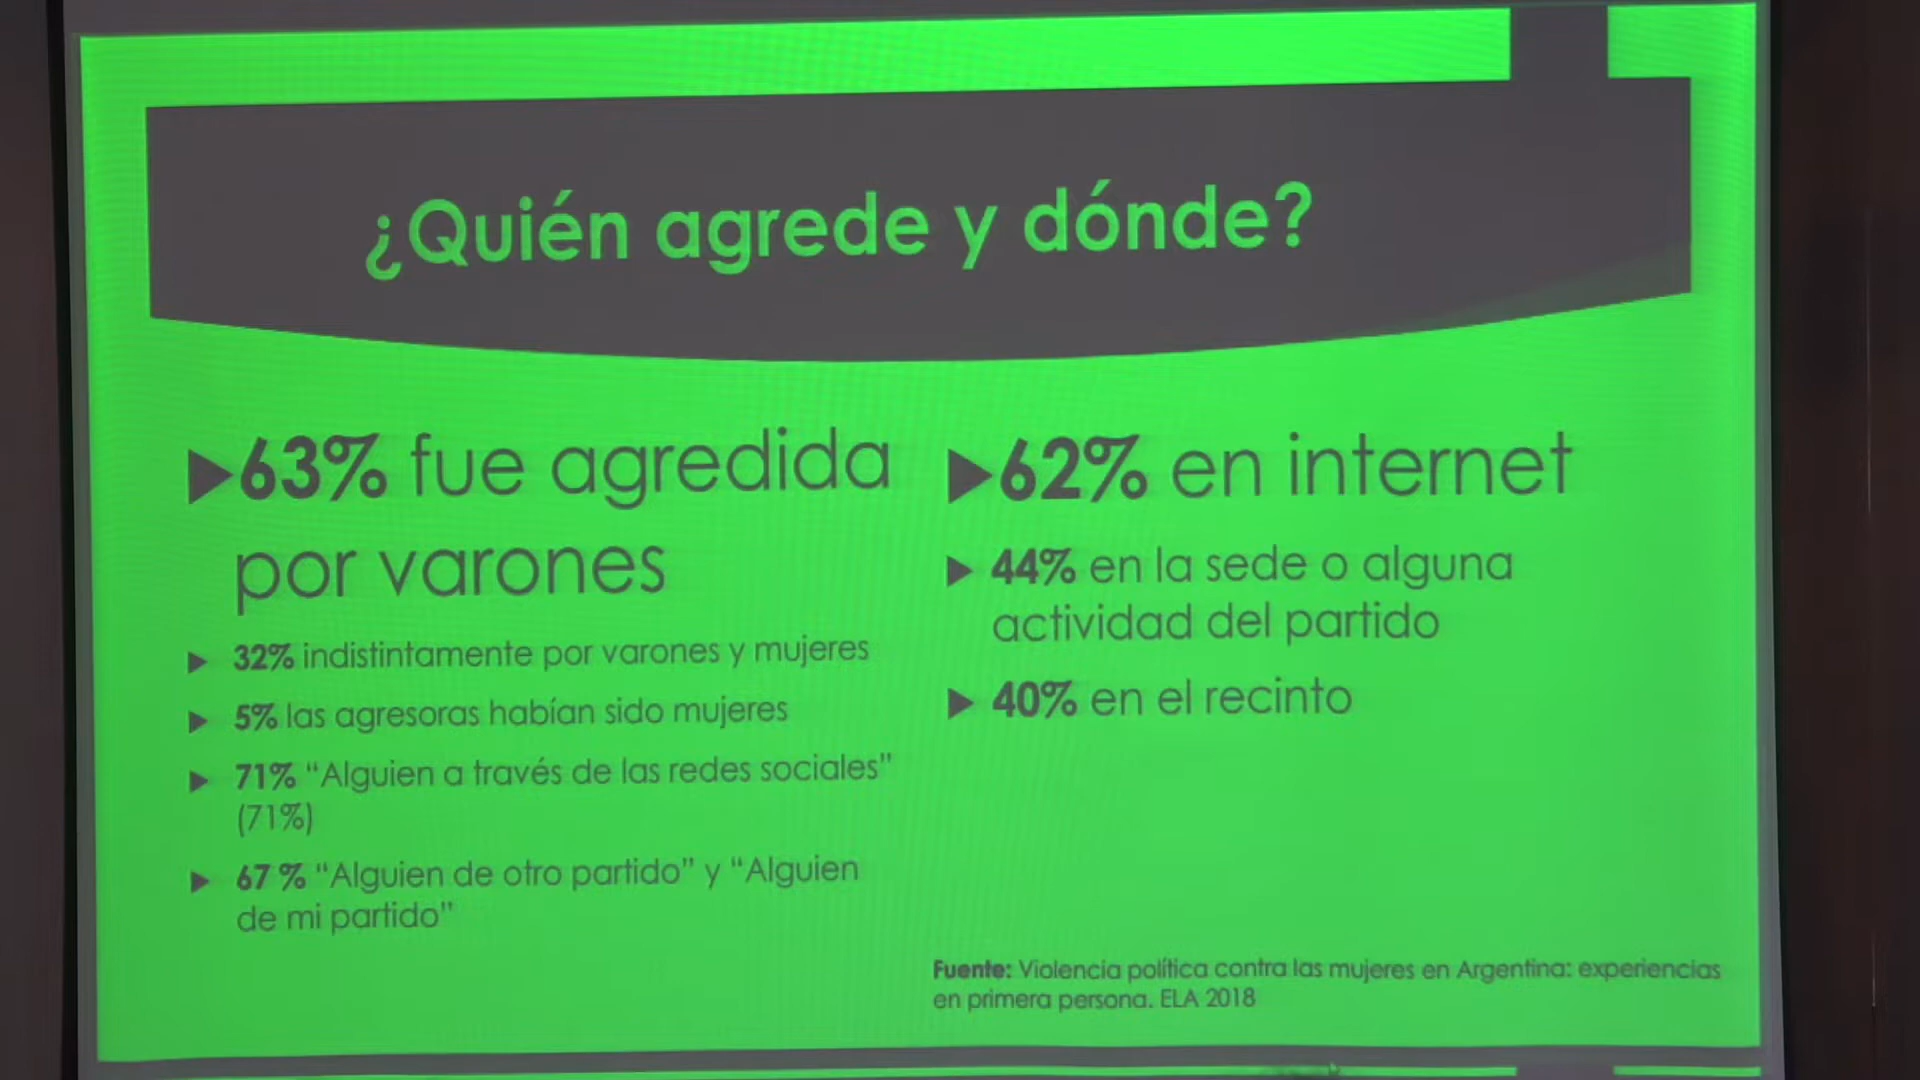 ¿Quién agrede y dónde?
63% fue agredida
por varones
32% indistintamente por varones y mujeres
5% las agresoras habían sido mujeres
71% “Alguien a través de las redes sociales”
(71%)
67 % “Alguien de otro partido” y “Alguien
de mi partido”
62% en internet
44% en la sede o alguna
actividad del partido
40% en el recinto
Fuente: Violencia política contra las mujeres en Argentina: experiencias
en primera persona. ELA 2018